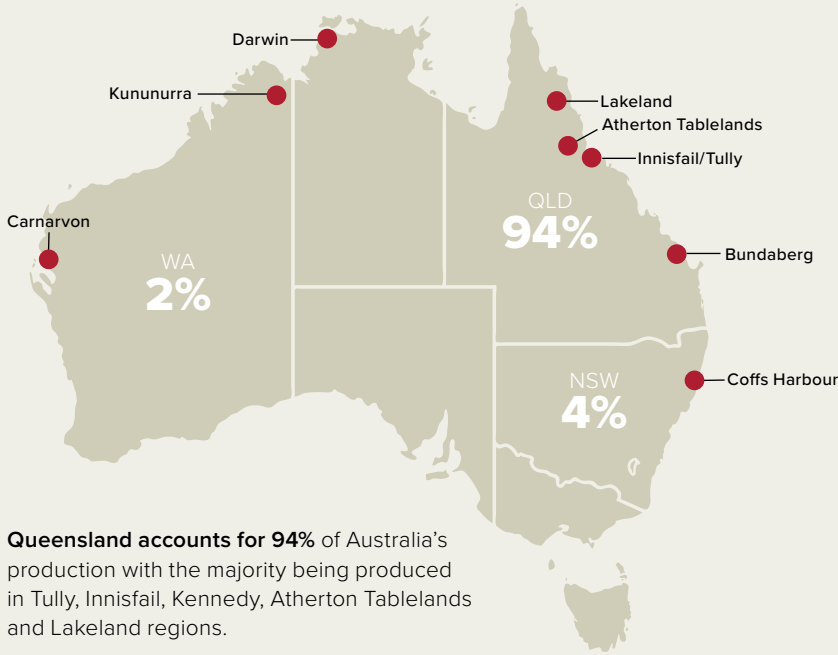 Darwin
Kununurra
Lakeland
Atherton Tablelands
Innisfail/Tully
QLD
94%
Carnarvon
WA
2%
Bundaberg
NSW
4%
Coffs Harbour
Queensland accounts for 94% of Australia’s
production with the majority being produced
in Tully, Innisfail, Kennedy, Atherton Tablelands
and Lakeland regions.